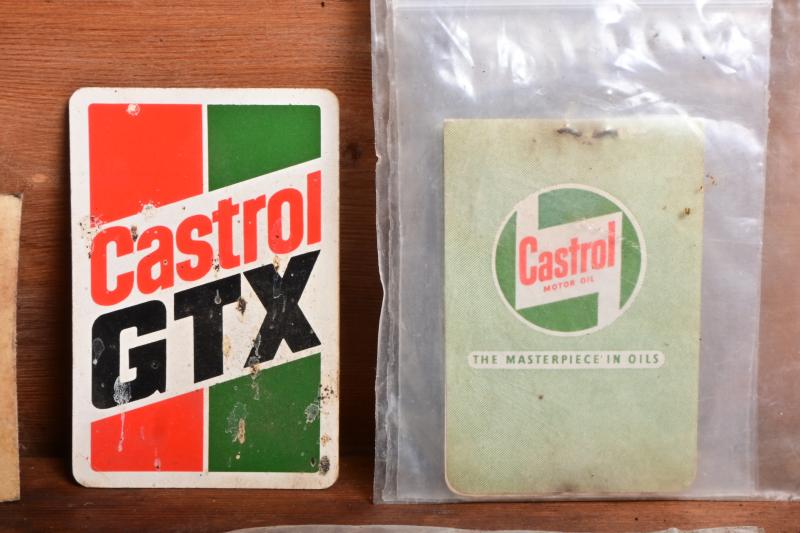 Castrol
GTX
Castrol
MOTOR OIL
THE MASTERPIECE IN OILS